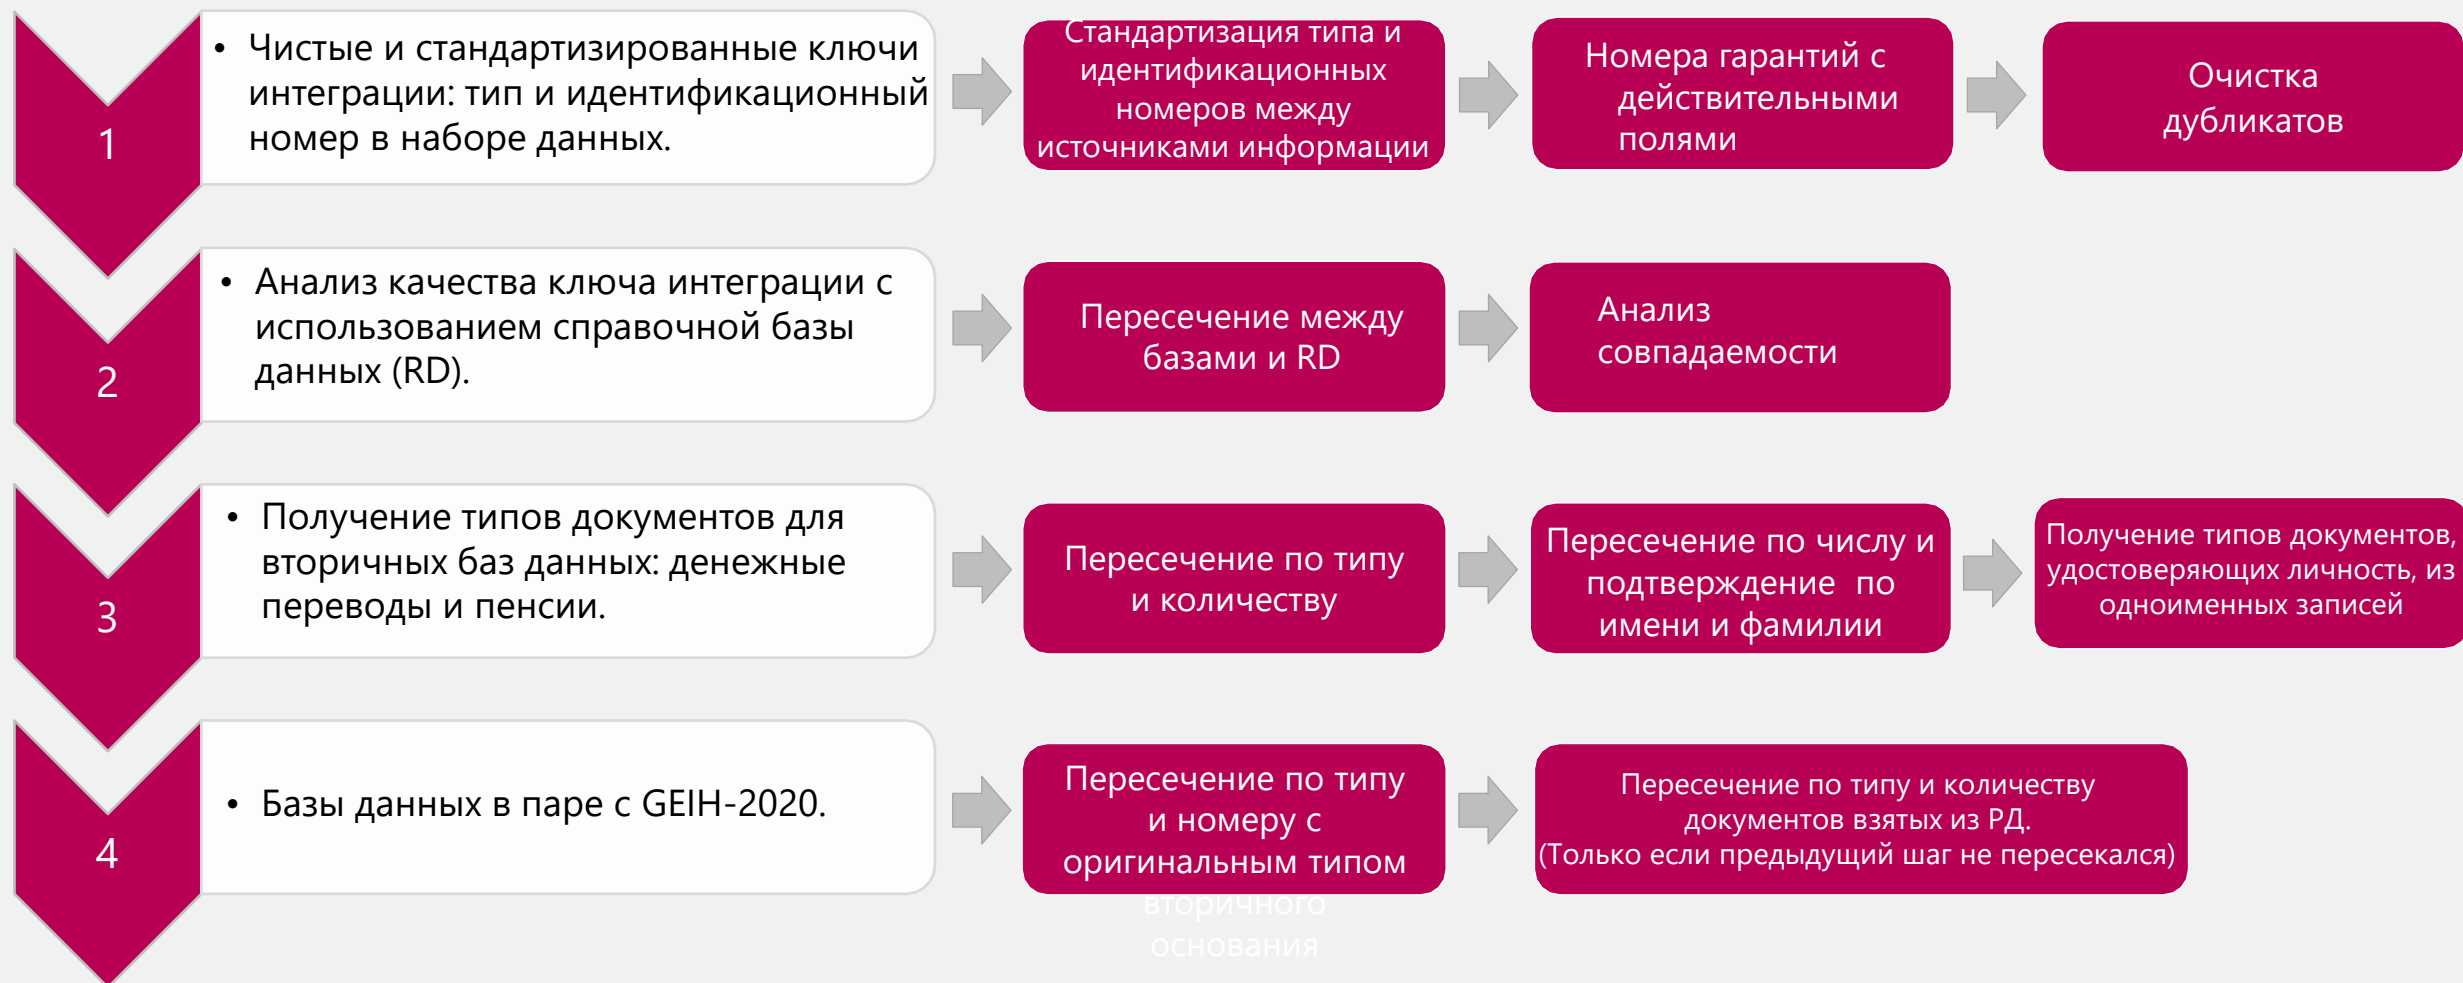 1
• Чистые и стандартизированные ключи
интеграции: тип и идентификационный
номер в наборе данных.
Стандартизация типа и
идентификационных
номеров между
источниками информации
Номера гарантий с
действительными
полями
Очистка
дубликатов
2
• Анализ качества ключа интеграции с
использованием справочной базы
данных (RD).
Пересечение между
базами и RD
Анализ
совпадаемости
3
• Получение типов документов для
вторичных баз данных: денежные
переводы и пенсии.
Пересечение по типу
и количеству
Пересечение по числу и
подтверждение по
имени и фамилии
Получение типов документов,
удостоверяющих личность, из
одноименных записей
4
• Базы данных в паре с GEIH-2020.
Пересечение по типу
и номеру с
оригинальным типом
вторичного
основания
Пересечение по типу и количеству
документов взятых из РД.
(Только если предыдущий шаг не пересекался)